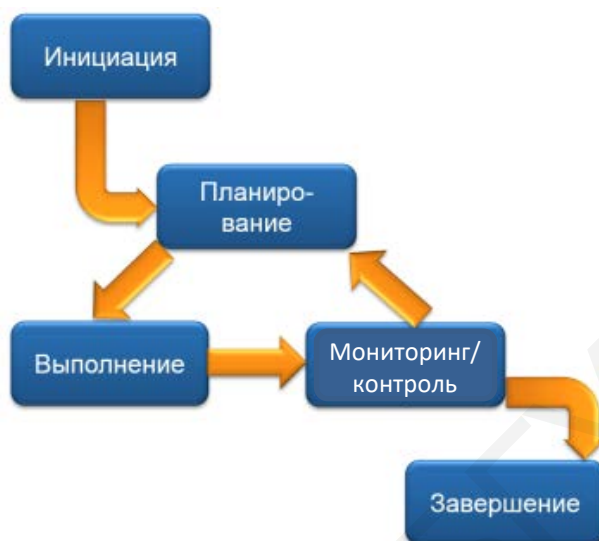 Инициация
Планиро-
вание
Выполнение
Мониторинг/
контроль
Завершение